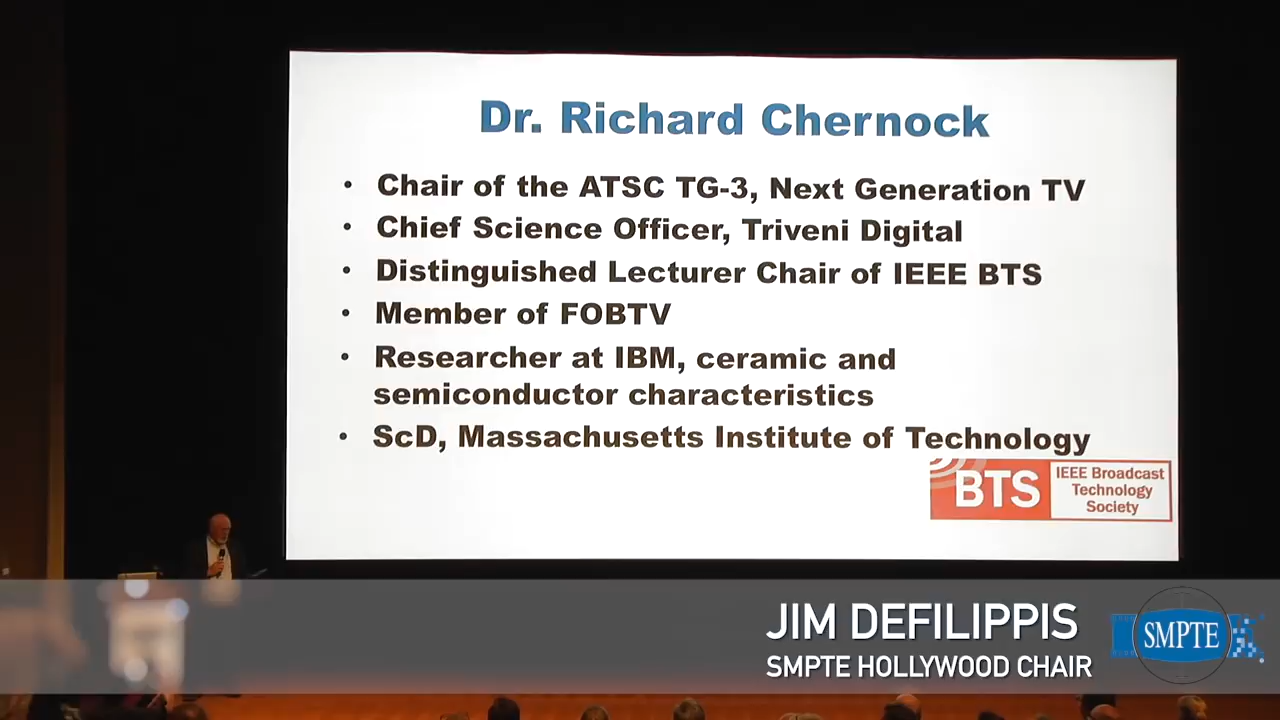 Dr. Richard Chernock
• Chair of the ATSC TG-3, Next Generation TV
• Chief Science Officer, Triveni Digital
• Distinguished Lecturer Chair of IEEE BTS
• Member of FOBTV
• Researcher at IBM, ceramic and
semiconductor characteristics
• ScD, Massachusetts Institute of Technology
BTS
IEEE Broadcast
Technology
Society
JIM DEFILIPPIS
SMPTE HOLLYWOOD CHAIR
SMPTE